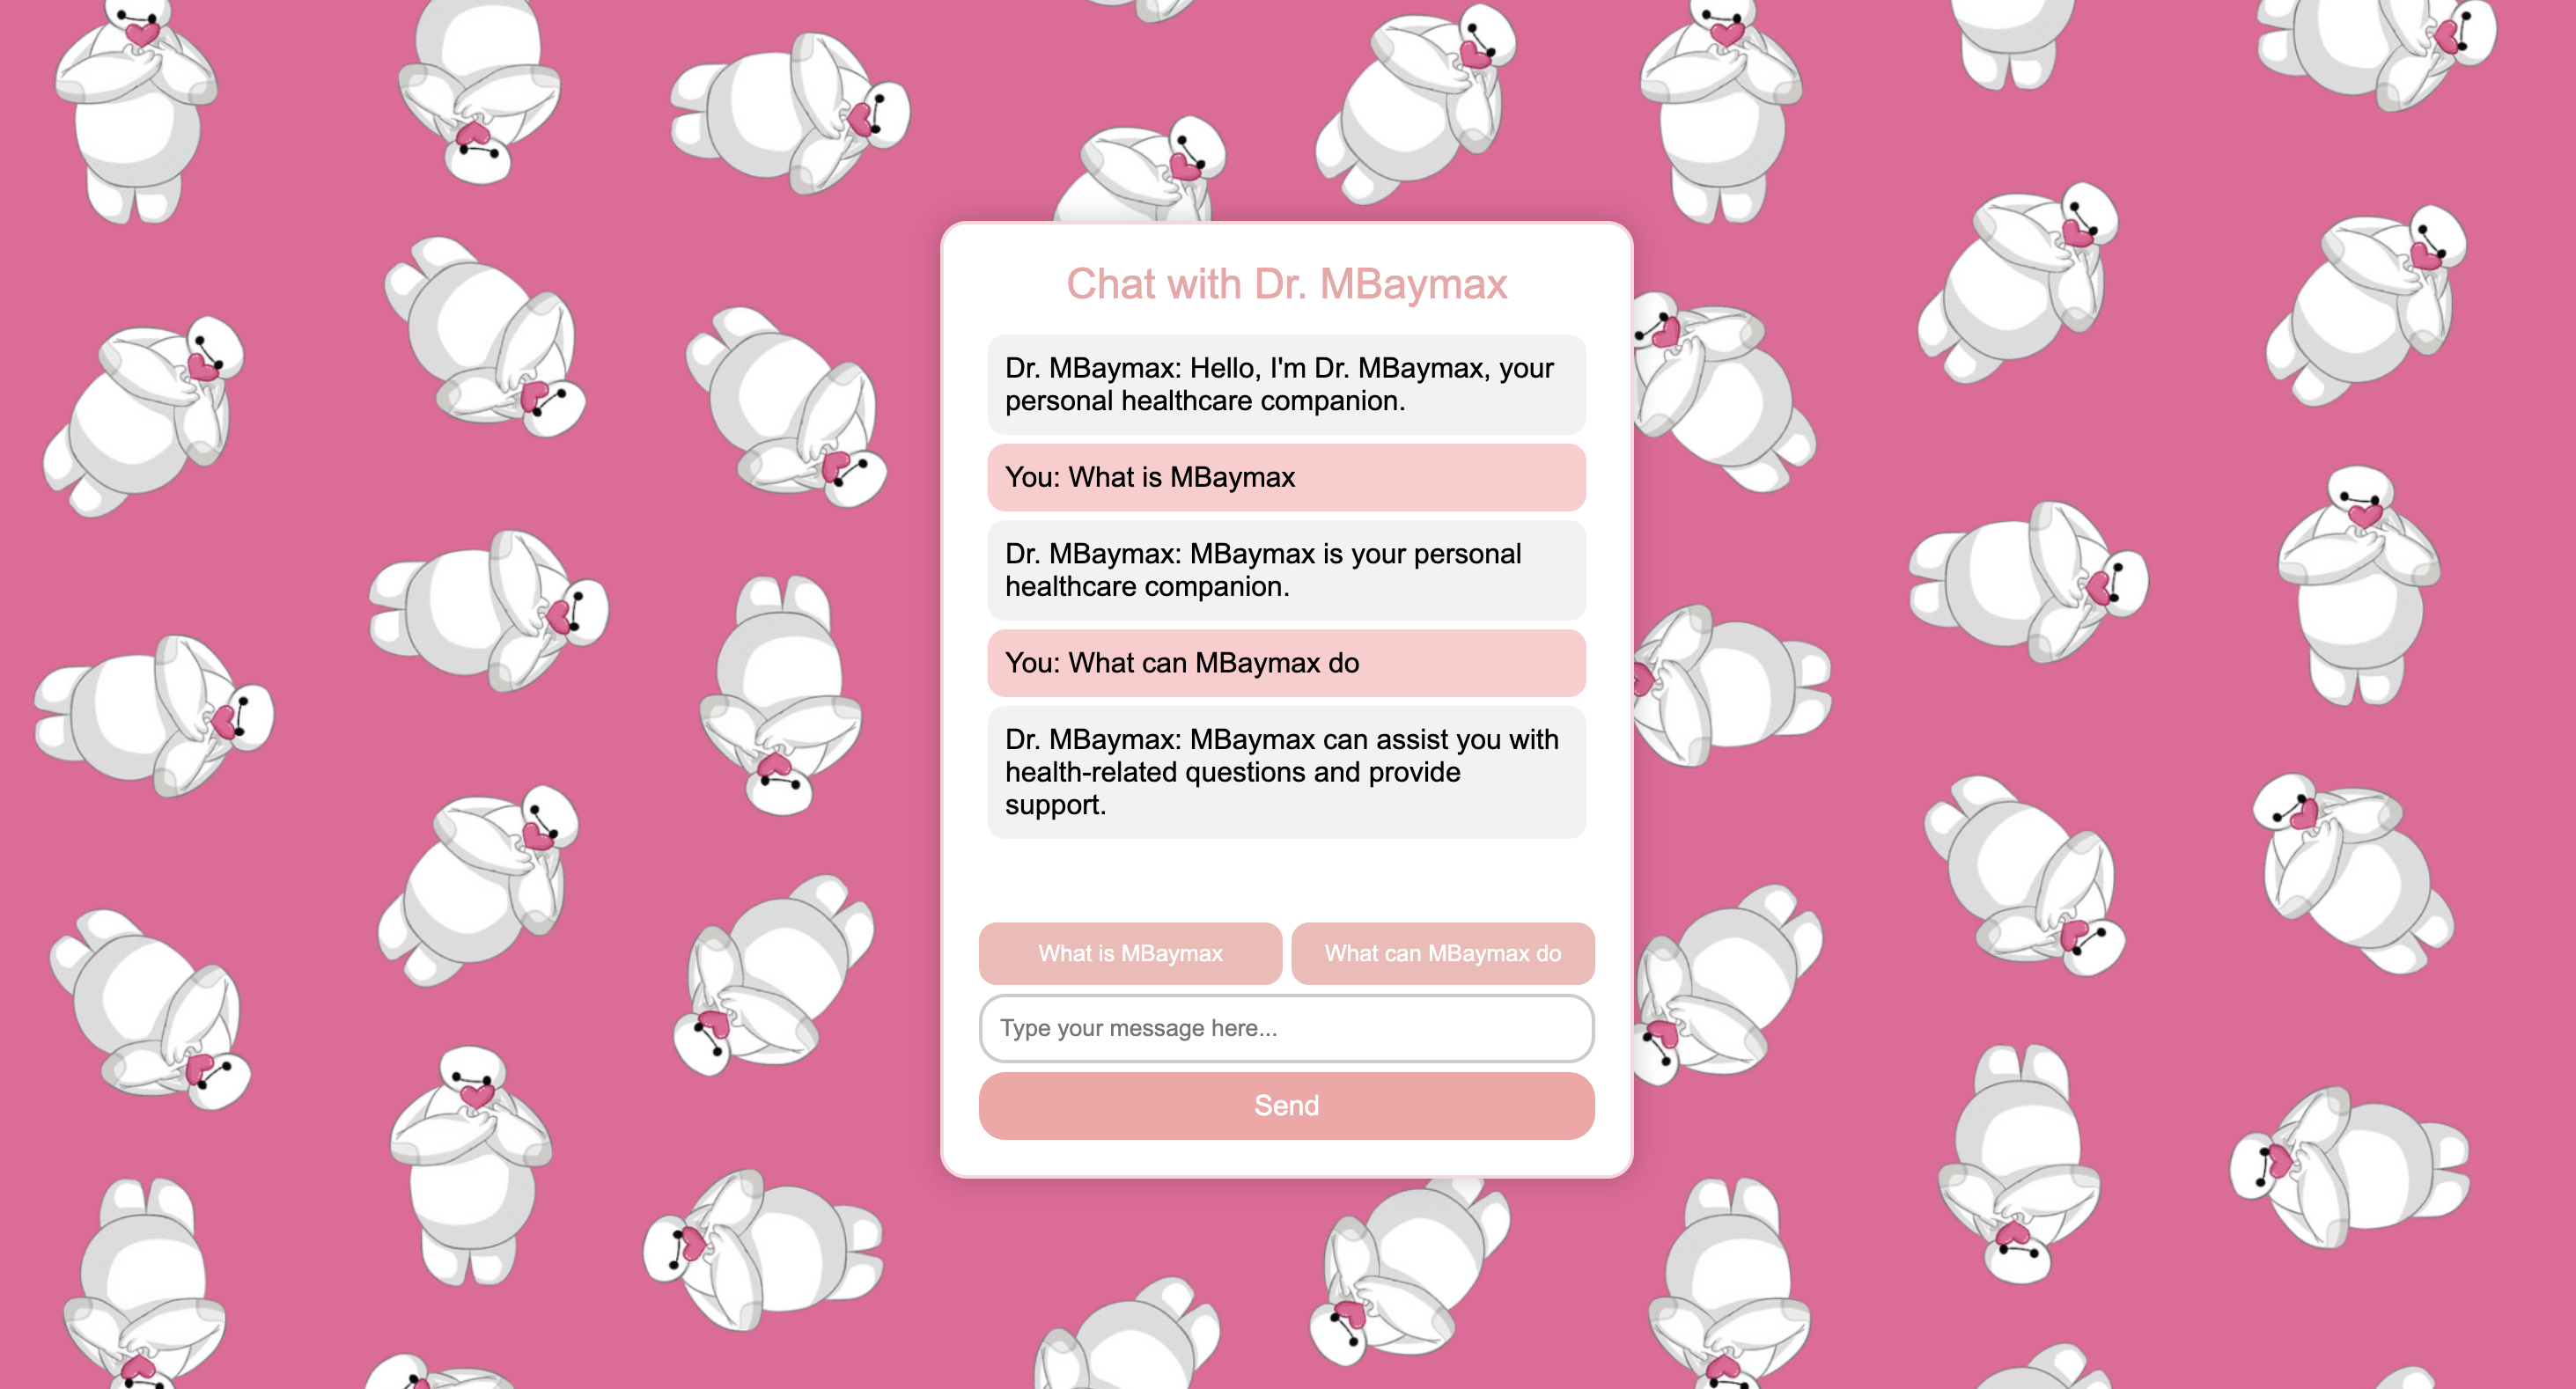 Chat with Dr. MBaymax
Dr. MBaymax: Hello, I'm Dr. MBaymax, your
personal healthcare companion.
You: What is MBaymax
Dr. MBaymax: MBaymax is your personal
healthcare companion.
You: What can MBaymax do
Dr. MBaymax: MBaymax can assist you with
health-related questions and provide
support.
What is MBaymax
What can MBaymax do
Type your message here...
Send